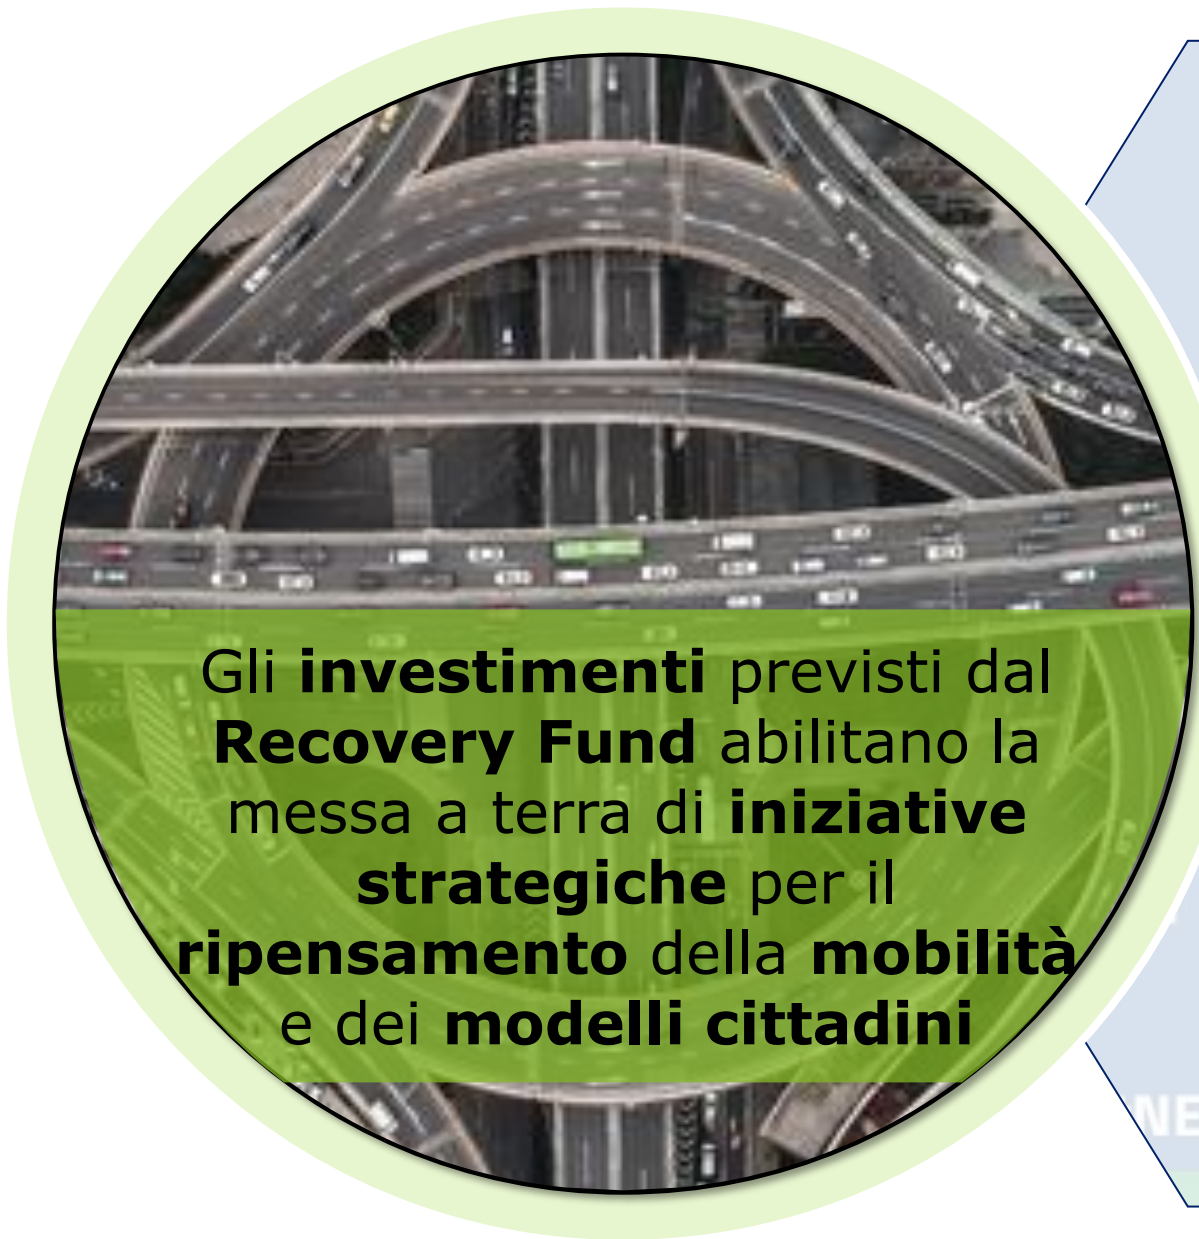 Gli investimenti previsti dal
Recovery Fund abilitano la
messa a terra di iniziative
strategiche per il
ripensamento della mobilità
e dei modelli cittadini
NE